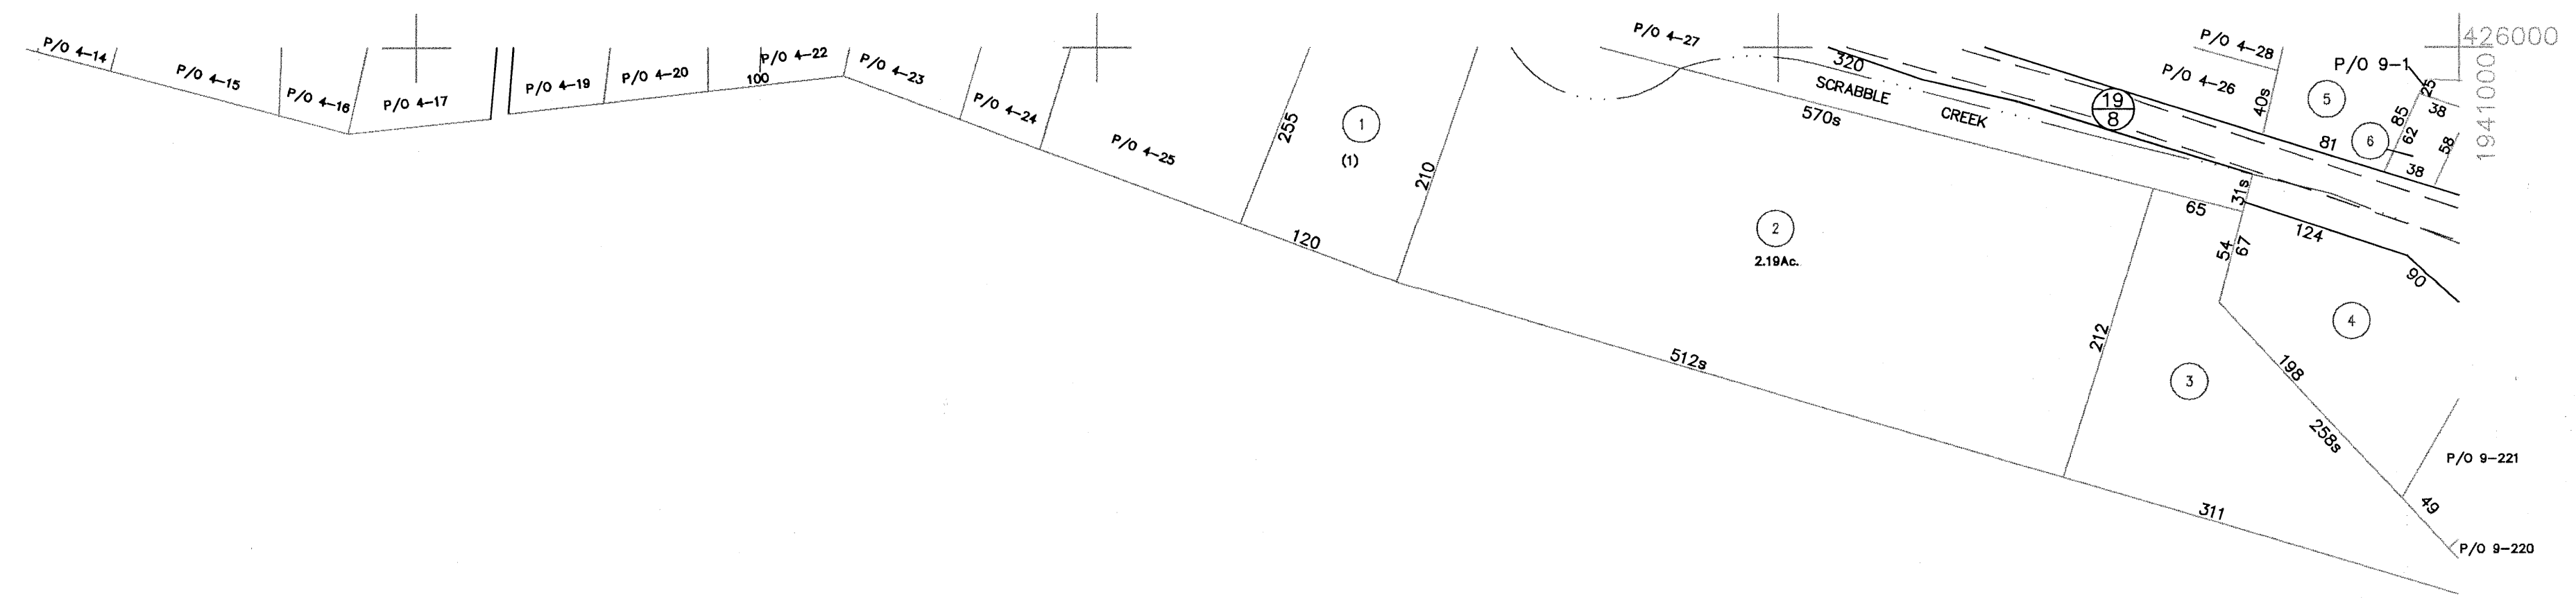 P/O 4-14
P/O 4-15
P/O 4-16
P/O 4-17
P/O 4-19
P/O 4-20
P/O 4-22
100
P/O 4-23
P/O 4-24
P/O 4-25
255
1
(1)
210
120
P/O 4-27
320
SCRABBLE CREEK
570s
19
8
P/O 4-28
P/O 4-26
40s
P/O 9-1
5
25
38
85
62
6
58
81
38
426000
1941000
2
2.19Ac.
65
31s
54
67
124
90
4
212
3
512s
198
258s
P/O 9-221
49
311
P/O 9-220